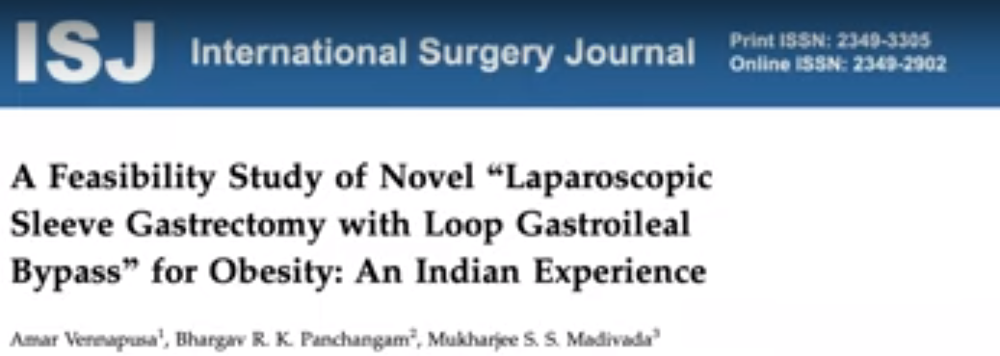 ISJ International Surgery Journal
Print ISSN: 2349-3305
Online ISSN: 2349-2902
A Feasibility Study of Novel “Laparoscopic
Sleeve Gastrectomy with Loop Gastroileal
Bypass” for Obesity: An Indian Experience
Amar Vennapusa¹, Bhargav R. K. Panchangam², Mukharjee S. S. Madivada³